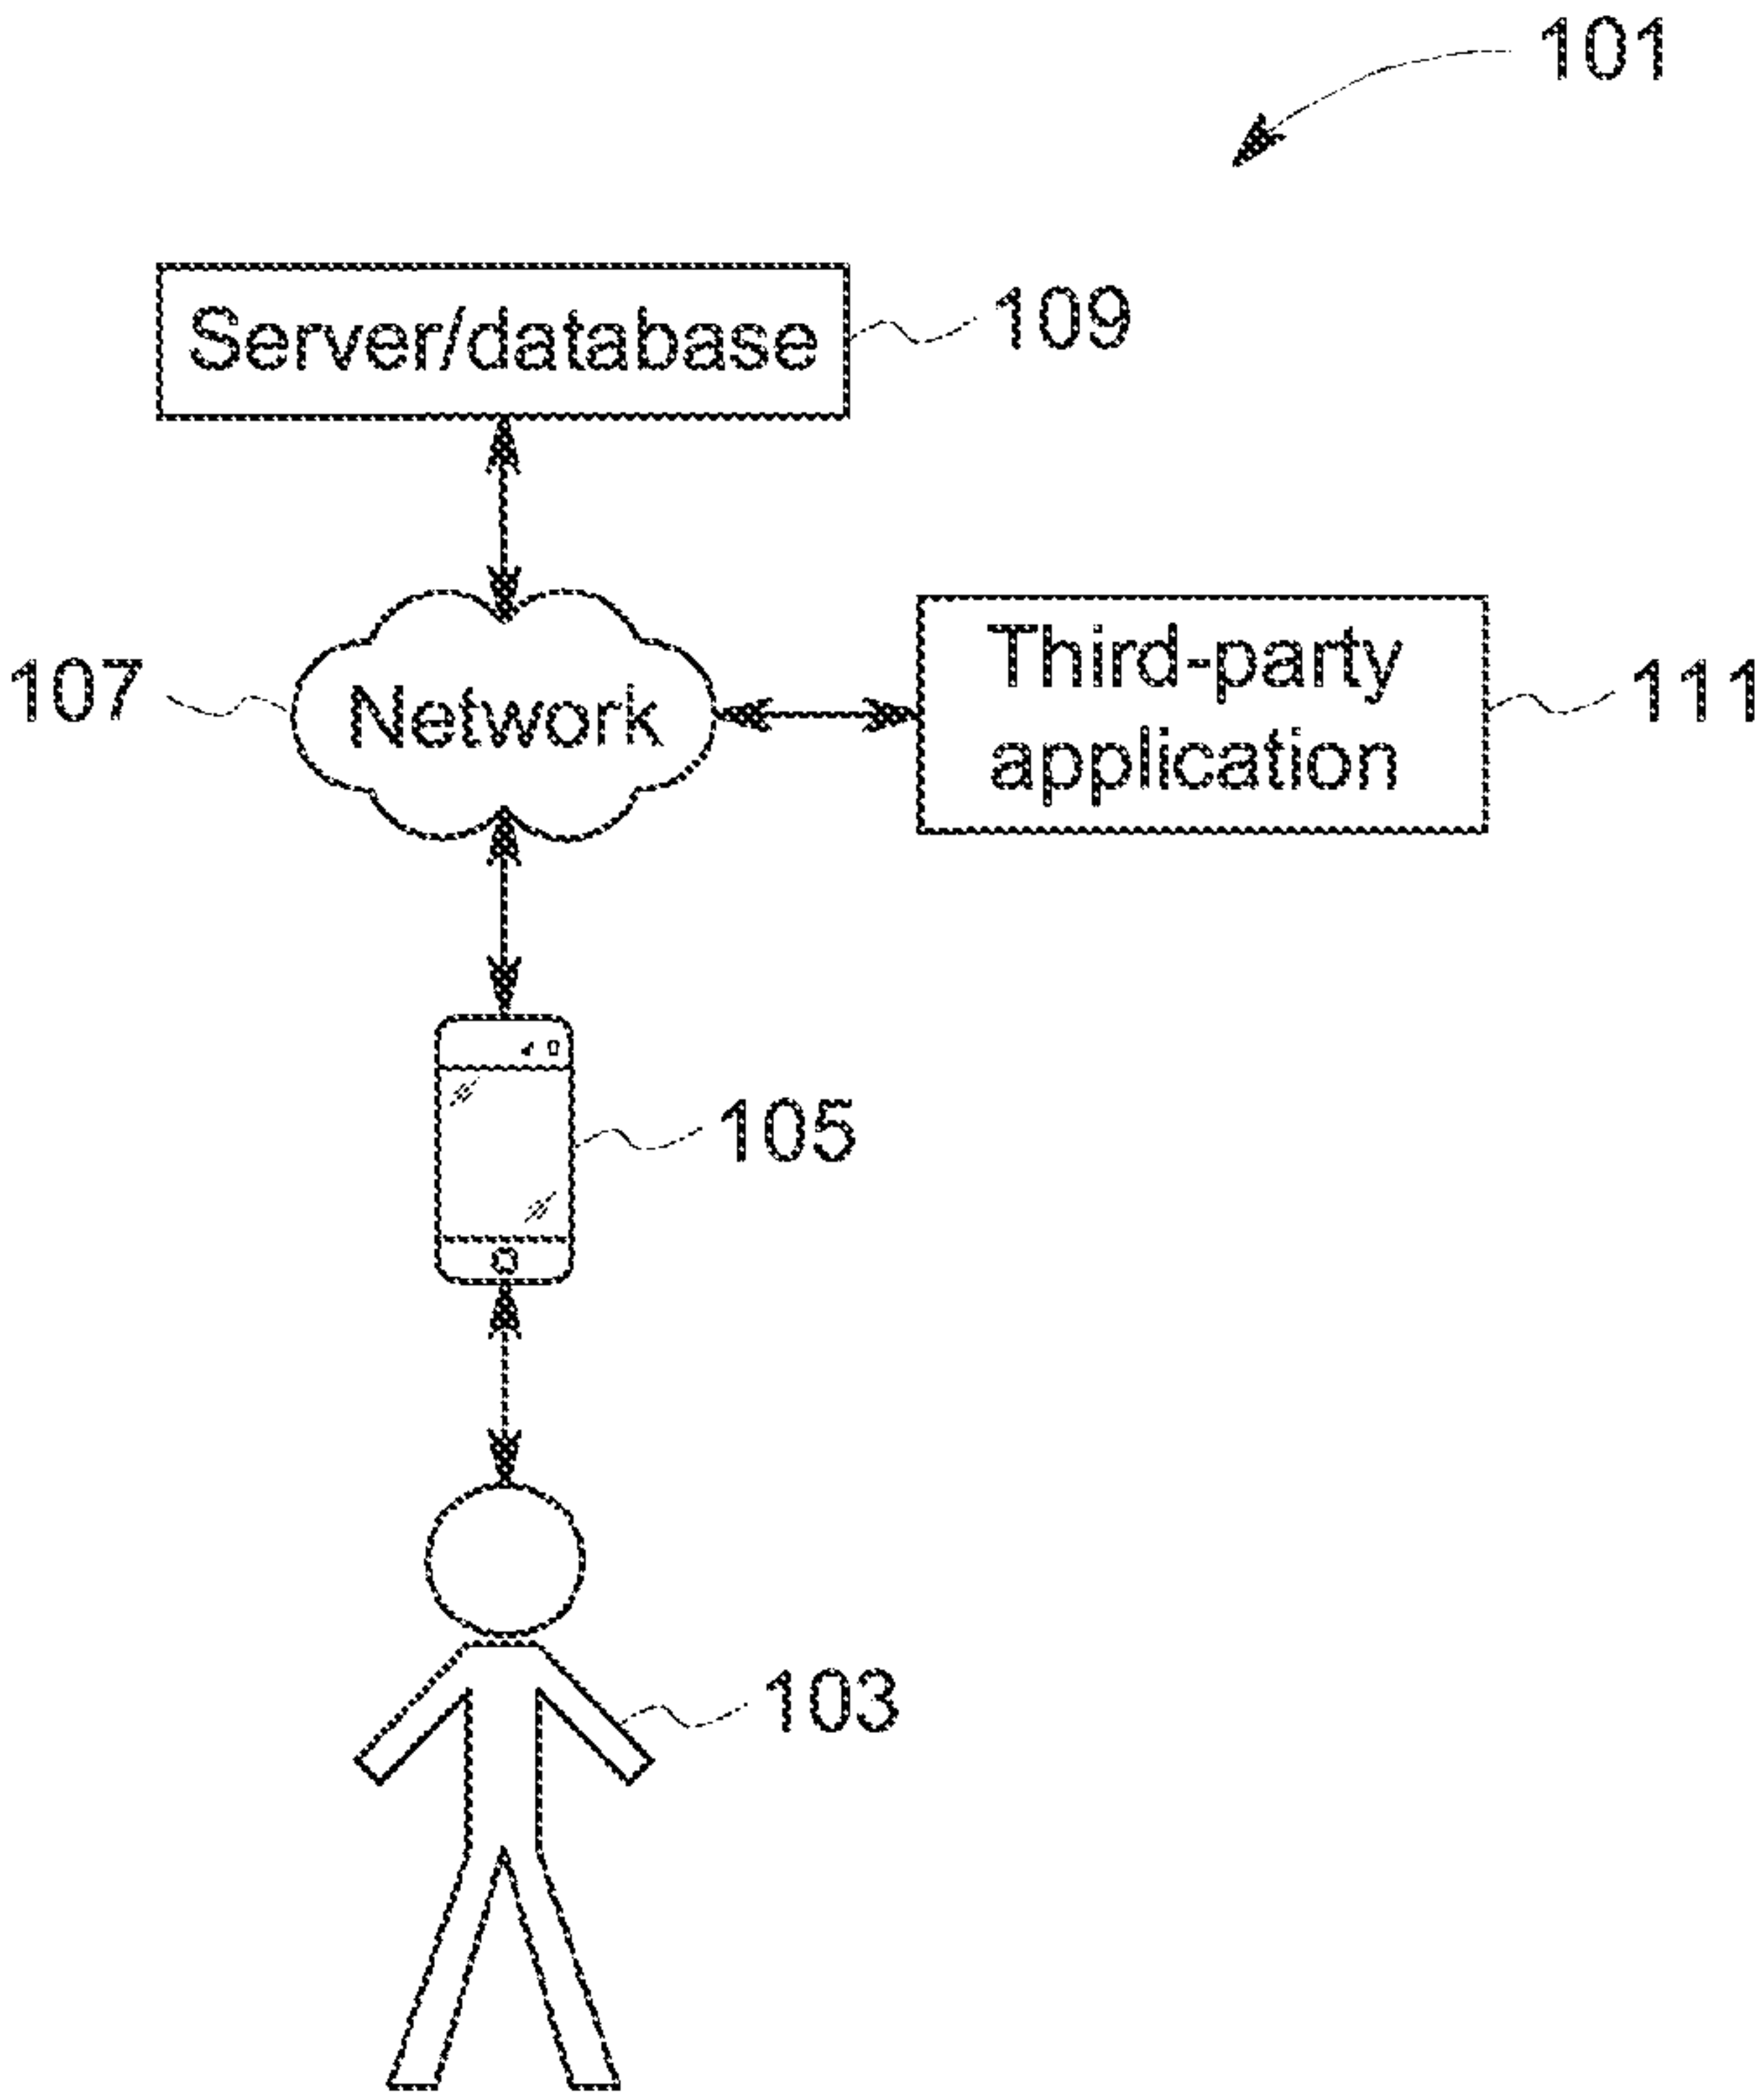 101
Server/database
109
107
Network
Third-party
application
111
105
103